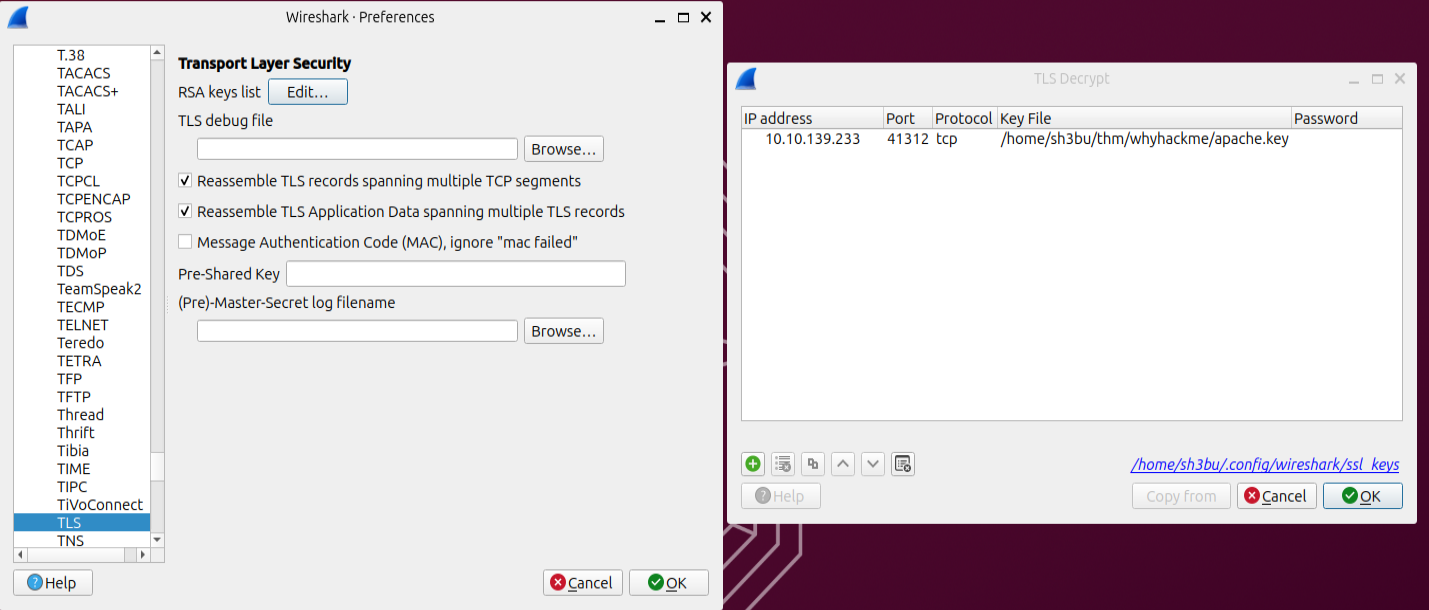 Wireshark · Preferences
T.38
TACACS
TACACS+
TALI
TAPA
TCAP
TCP
TCPCL
TCPENCAP
TCPROS
TDMoE
TDMoP
TDS
TeamSpeak2
TECMP
TELNET
Teredo
TETRA
TFP
TFTP
Thread
Thrift
Tibia
TIME
TIPC
TiVoConnect
TLS
TNS
Transport Layer Security
RSA keys list Edit...
TLS debug file
Browse...
Reassemble TLS records spanning multiple TCP segments
Reassemble TLS Application Data spanning multiple TLS records
Message Authentication Code (MAC), ignore "mac failed"
Pre-Shared Key
(Pre)-Master-Secret log filename
Browse...
Help Cancel OK
TLS Decrypt
IP address Port Protocol Key File Password
10.10.139.233 41312 tcp /home/sh3bu/thm/whyhackme/apache.key
/home/sh3bu/.config/wireshark/ssl_keys
Help Copy from Cancel OK